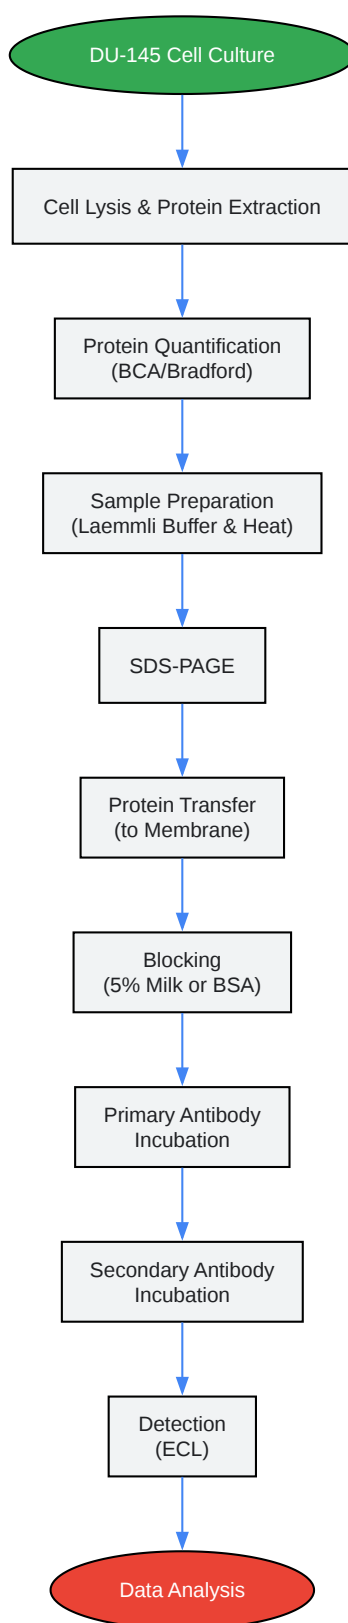 DU-145 Cell Culture
Cell Lysis & Protein Extraction
Protein Quantification
(BCA/Bradford)
Sample Preparation
(Laemmli Buffer & Heat)
SDS-PAGE
Protein Transfer
(to Membrane)
Blocking
(5% Milk or BSA)
Primary Antibody
Incubation
Secondary Antibody
Incubation
Detection
(ECL)
Data Analysis